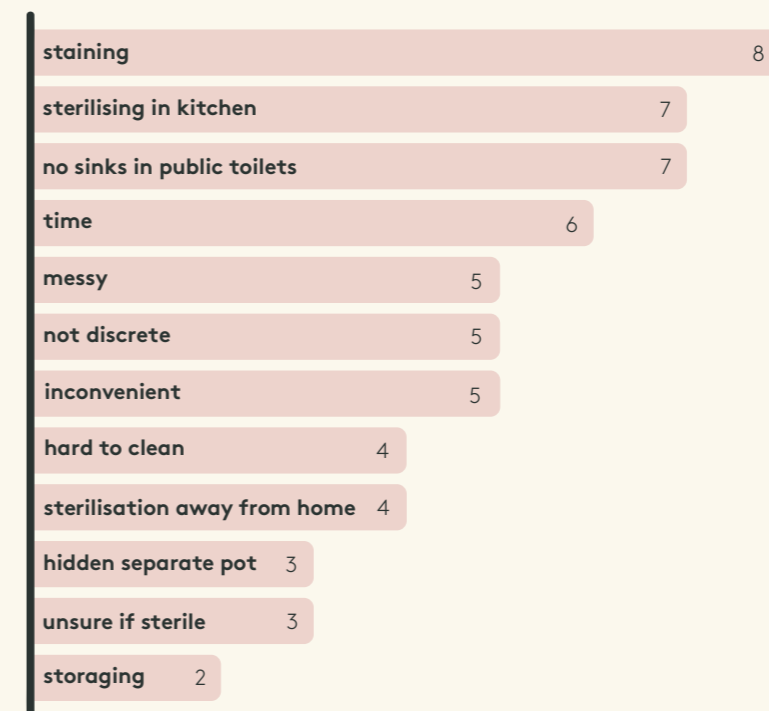 staining 8
sterilising in kitchen 7
no sinks in public toilets 7
time 6
messy 5
not discrete 5
inconvenient 5
hard to clean 4
sterilisation away from home 4
hidden separate pot 3
unsure if sterile 3
storaging 2